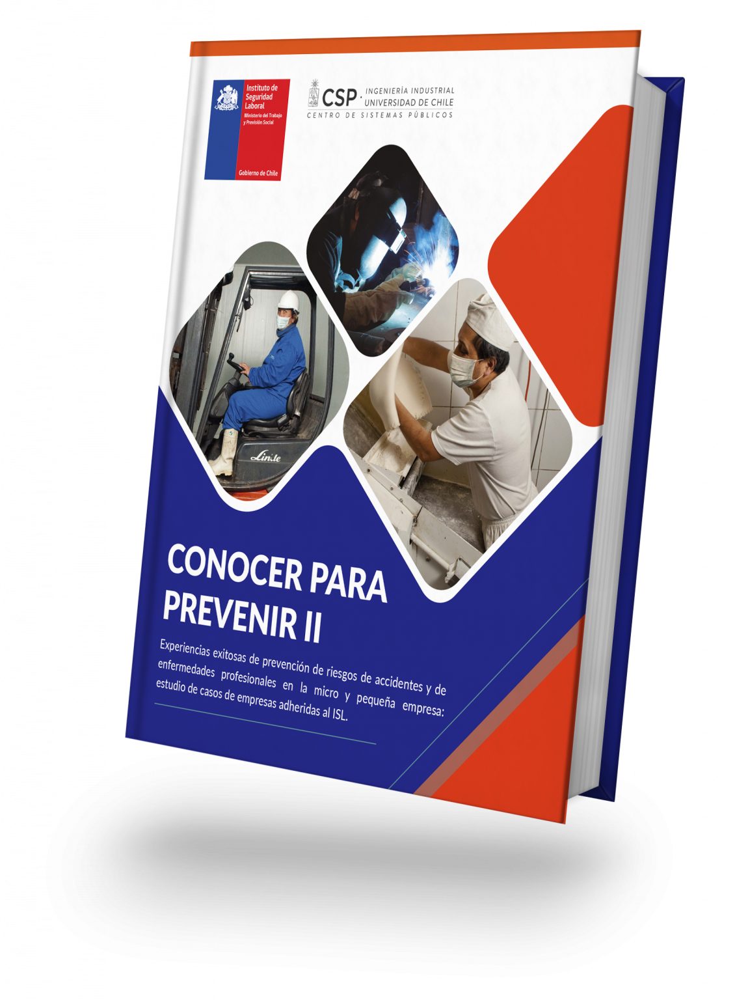 Instituto de
Seguridad
Laboral
Ministerio del Trabajo
y Previsión Social
Gobierno de Chile
CSP · INGENIERÍA INDUSTRIAL
UNIVERSIDAD DE CHILE
CENTRO DE SISTEMAS PÚBLICOS
Linde
CONOCER PARA
PREVENIR II
Experiencias exitosas de prevención de riesgos de accidentes y de
enfermedades profesionales en la micro y pequeña empresa:
estudio de casos de empresas adheridas al ISL.